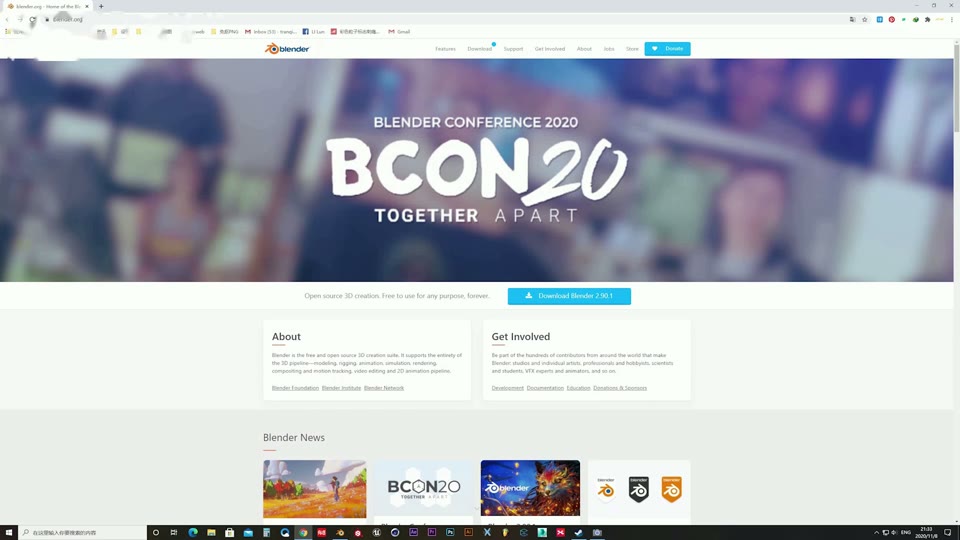 blender.org - Home of the Bl
blender.org
Inbox (53) - tranqi...
LI Lun
Gmail
blender
Features
Download
Support
Get Involved
About
Jobs
Store
Donate
BLENDER CONFERENCE 2020
BCON20
TOGETHER APART
Open source 3D creation. Free to use for any purpose, forever.
Download Blender 2.90.1
About
Blender is the free and open source 3D creation suite. It supports the entirety of
the 3D pipeline—modeling, rigging, animation, simulation, rendering,
compositing and motion tracking, video editing and 2D animation pipeline.
Blender Foundation Blender Institute Blender Network
Get Involved
Be part of the hundreds of contributors from around the world that make
Blender: studios and individual artists, professionals and hobbyists, scientists
and students, VFX experts and animators, and so on.
Development Documentation Education Donations & Sponsors
Blender News
BCON20
TOGETHER APART
blender
在这里输入你要搜索的内容
ENG
21:33
2020/11/8